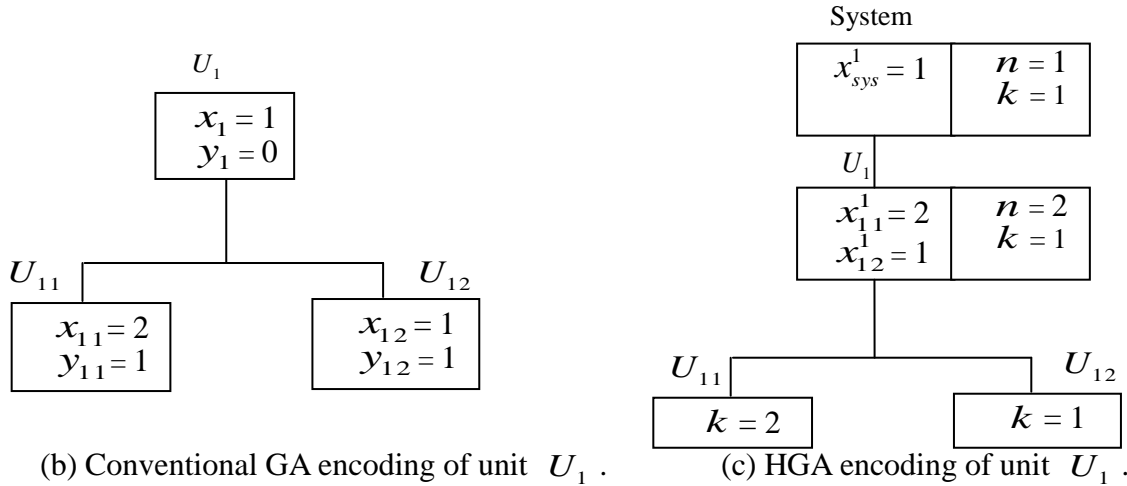 U₁
x₁ = 1
y₁ = 0
U₁₁
U₁₂
x₁₁ = 2
y₁₁ = 1
x₁₂ = 1
y₁₂ = 1
(b) Conventional GA encoding of unit U₁ .
System
x¹sys = 1
n = 1
k = 1
U₁
x¹₁₁ = 2
x¹₁₂ = 1
n = 2
k = 1
U₁₁
U₁₂
k = 2
k = 1
(c) HGA encoding of unit U₁ .